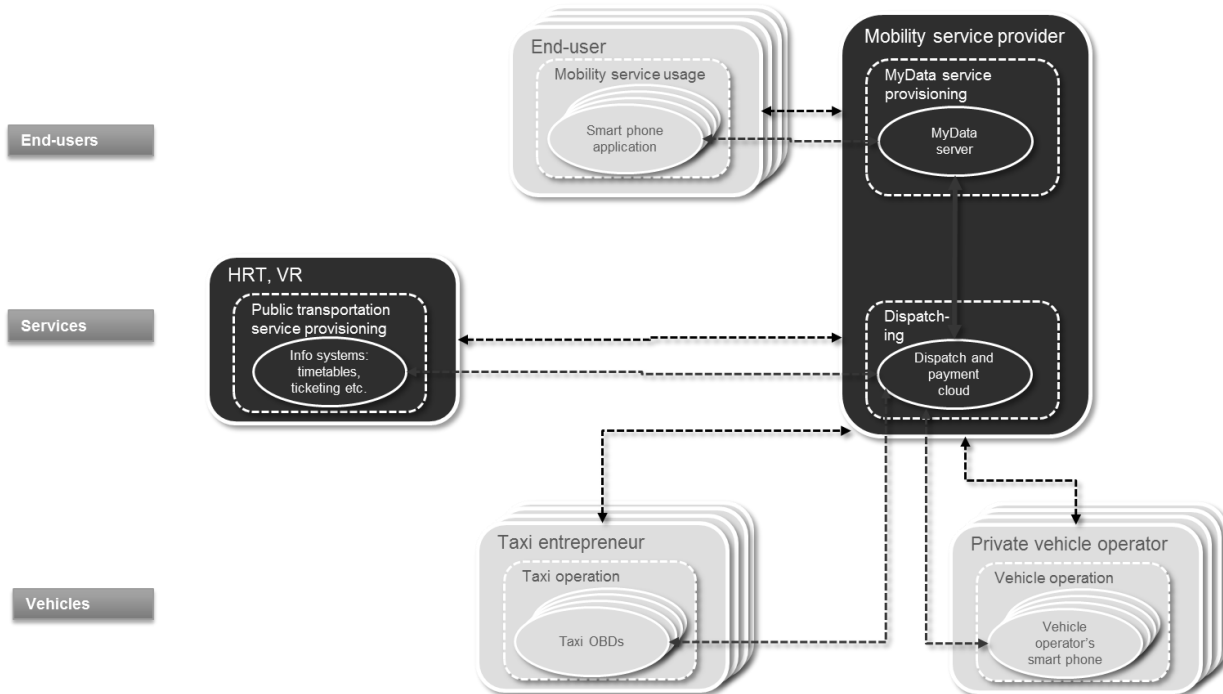 End-user
Mobility service usage
Smart phone
application
Mobility service provider
MyData service
provisioning
MyData
server
End-users
HRT, VR
Public transportation
service provisioning
Info systems:
timetables,
ticketing etc.
Services
Dispatch-
ing
Dispatch and
payment
cloud
Taxi entrepreneur
Taxi operation
Taxi OBDs
Private vehicle operator
Vehicle operation
Vehicle
operator's
smart phone
Vehicles